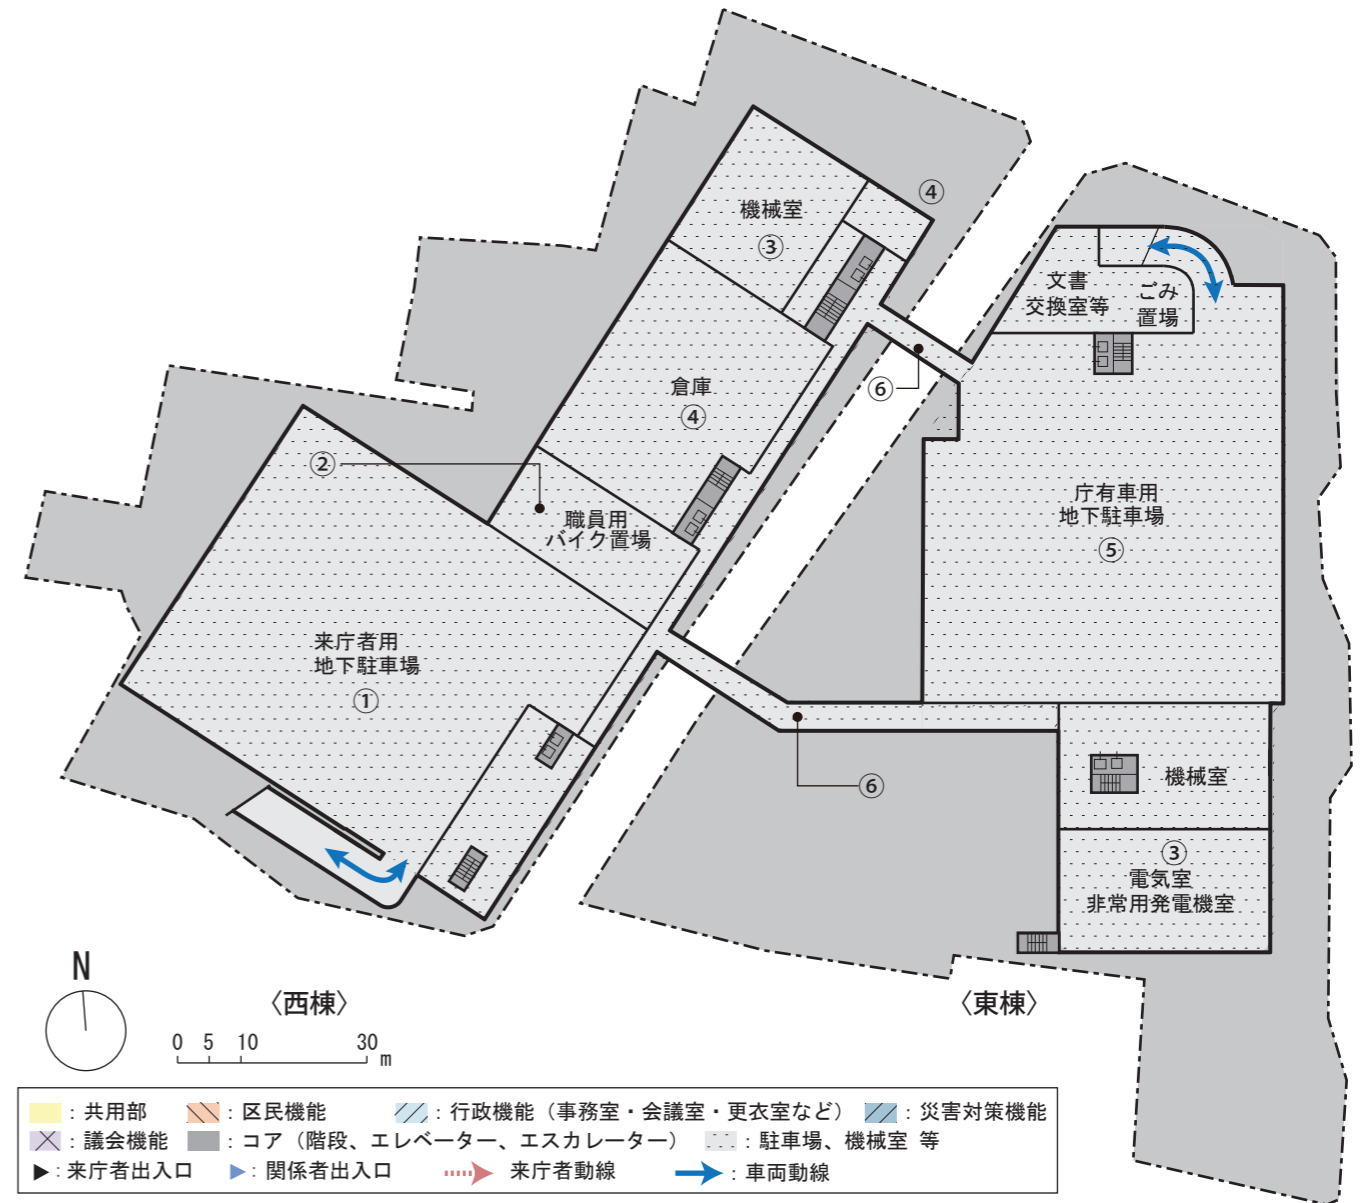 機械室
③
④
文書
交換室等
ごみ
置場
倉庫
④
⑥
②
職員用
バイク置場
庁有車用
地下駐車場
⑤
来庁者用
地下駐車場
①
⑥
機械室
③
電気室
非常用発電機室
N
〈西棟〉
〈東棟〉
0 5 10 30 m
：共用部 ：区民機能 ：行政機能（事務室・会議室・更衣室など） ：災害対策機能
：議会機能 ：コア（階段、エレベーター、エスカレーター） ：駐車場、機械室 等
▶：来庁者出入口 ▶：関係者出入口 来庁者動線 ：車両動線